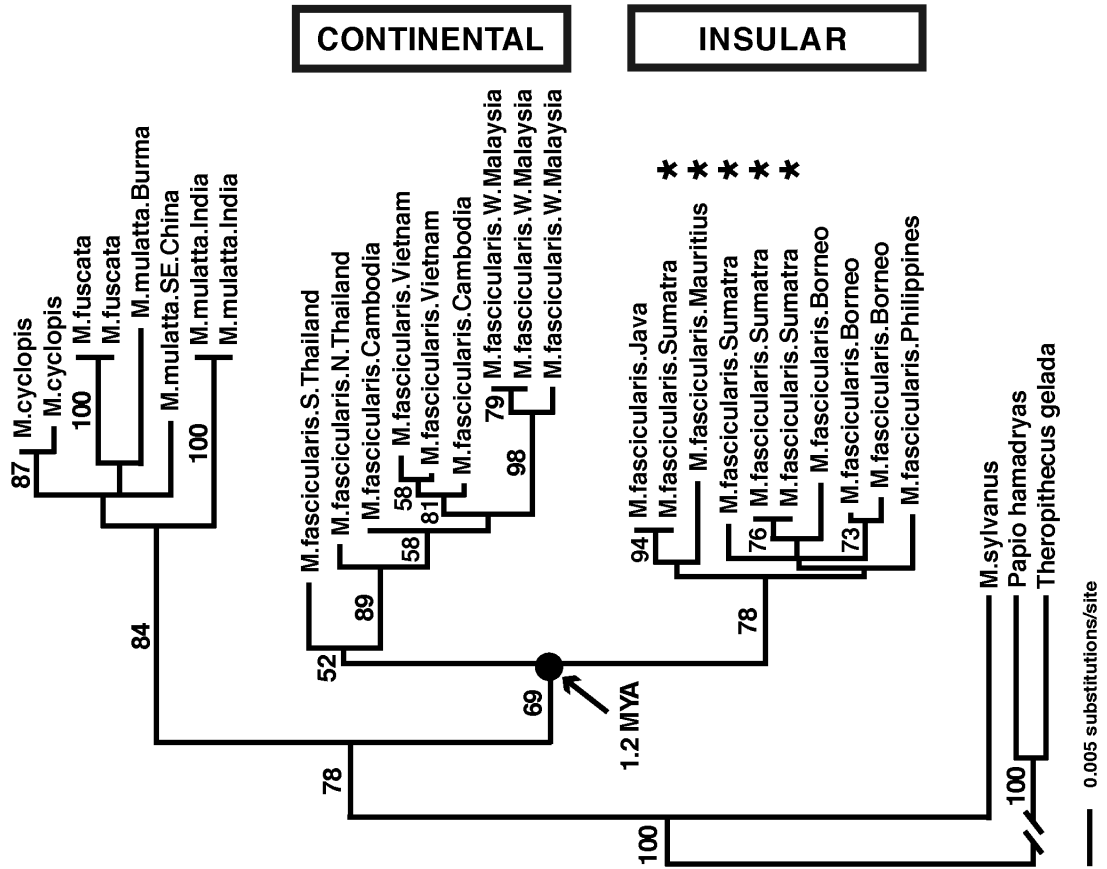 CONTINENTAL
INSULAR
M.cyclopis
M.cyclopis
M.fuscata
M.fuscata
M.mulatta.Burma
M.mulatta.SE.China
M.mulatta.India
M.mulatta.India
M.fascicularis.S.Thailand
M.fascicularis.N.Thailand
M.fascicularis.Cambodia
M.fascicularis.Vietnam
M.fascicularis.Vietnam
M.fascicularis.Cambodia
M.fascicularis.W.Malaysia
M.fascicularis.W.Malaysia
M.fascicularis.W.Malaysia
M.fascicularis.Java
M.fascicularis.Sumatra *
M.fascicularis.Mauritius *
M.fascicularis.Sumatra *
M.fascicularis.Sumatra *
M.fascicularis.Sumatra *
M.fascicularis.Borneo
M.fascicularis.Borneo
M.fascicularis.Borneo
M.fascicularis.Philippines
M.sylvanus
Papio hamadryas
Theropithecus gelada
87
100
100
84
58
81
79
98
58
89
52
94
76
73
78
69
1.2 MYA
78
100
100
0.005 substitutions/site